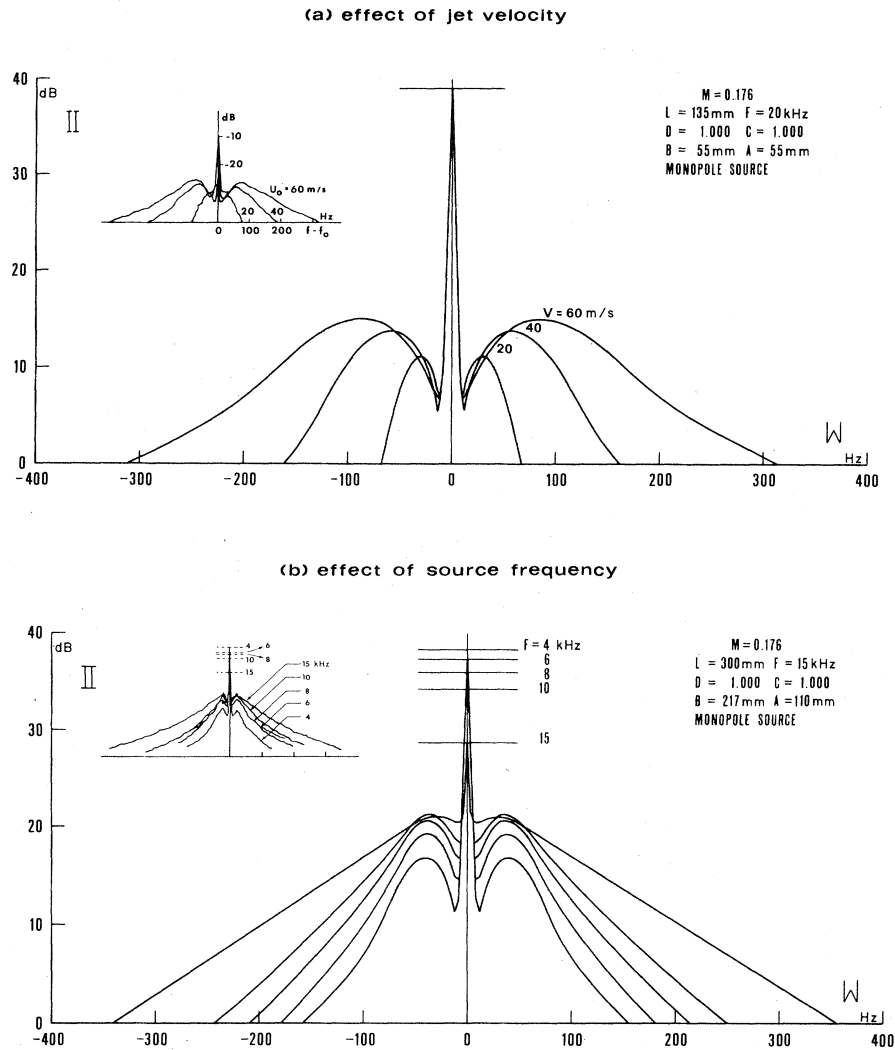 (a) effect of jet velocity
40
dB
II
30
20
10
0
-400
-300
-200
-100
0
100
200
300
400
Hz
W
M = 0.176
L = 135mm F = 20kHz
D = 1.000 C = 1.000
B = 55mm A = 55mm
MONOPOLE SOURCE
V = 60 m/s
40
20
dB
-10
-20
U₀ = 60 m/s
20 40
Hz
0 100 200 f-f₀
(b) effect of source frequency
40
dB
II
30
20
10
0
-400
-300
-200
-100
0
100
200
300
400
Hz
W
F = 4 kHz
6
8
10
15
M = 0.176
L = 300mm F = 15kHz
D = 1.000 C = 1.000
B = 217mm A = 110mm
MONOPOLE SOURCE
4 6
10 8
15
15 kHz
10
8
6
4